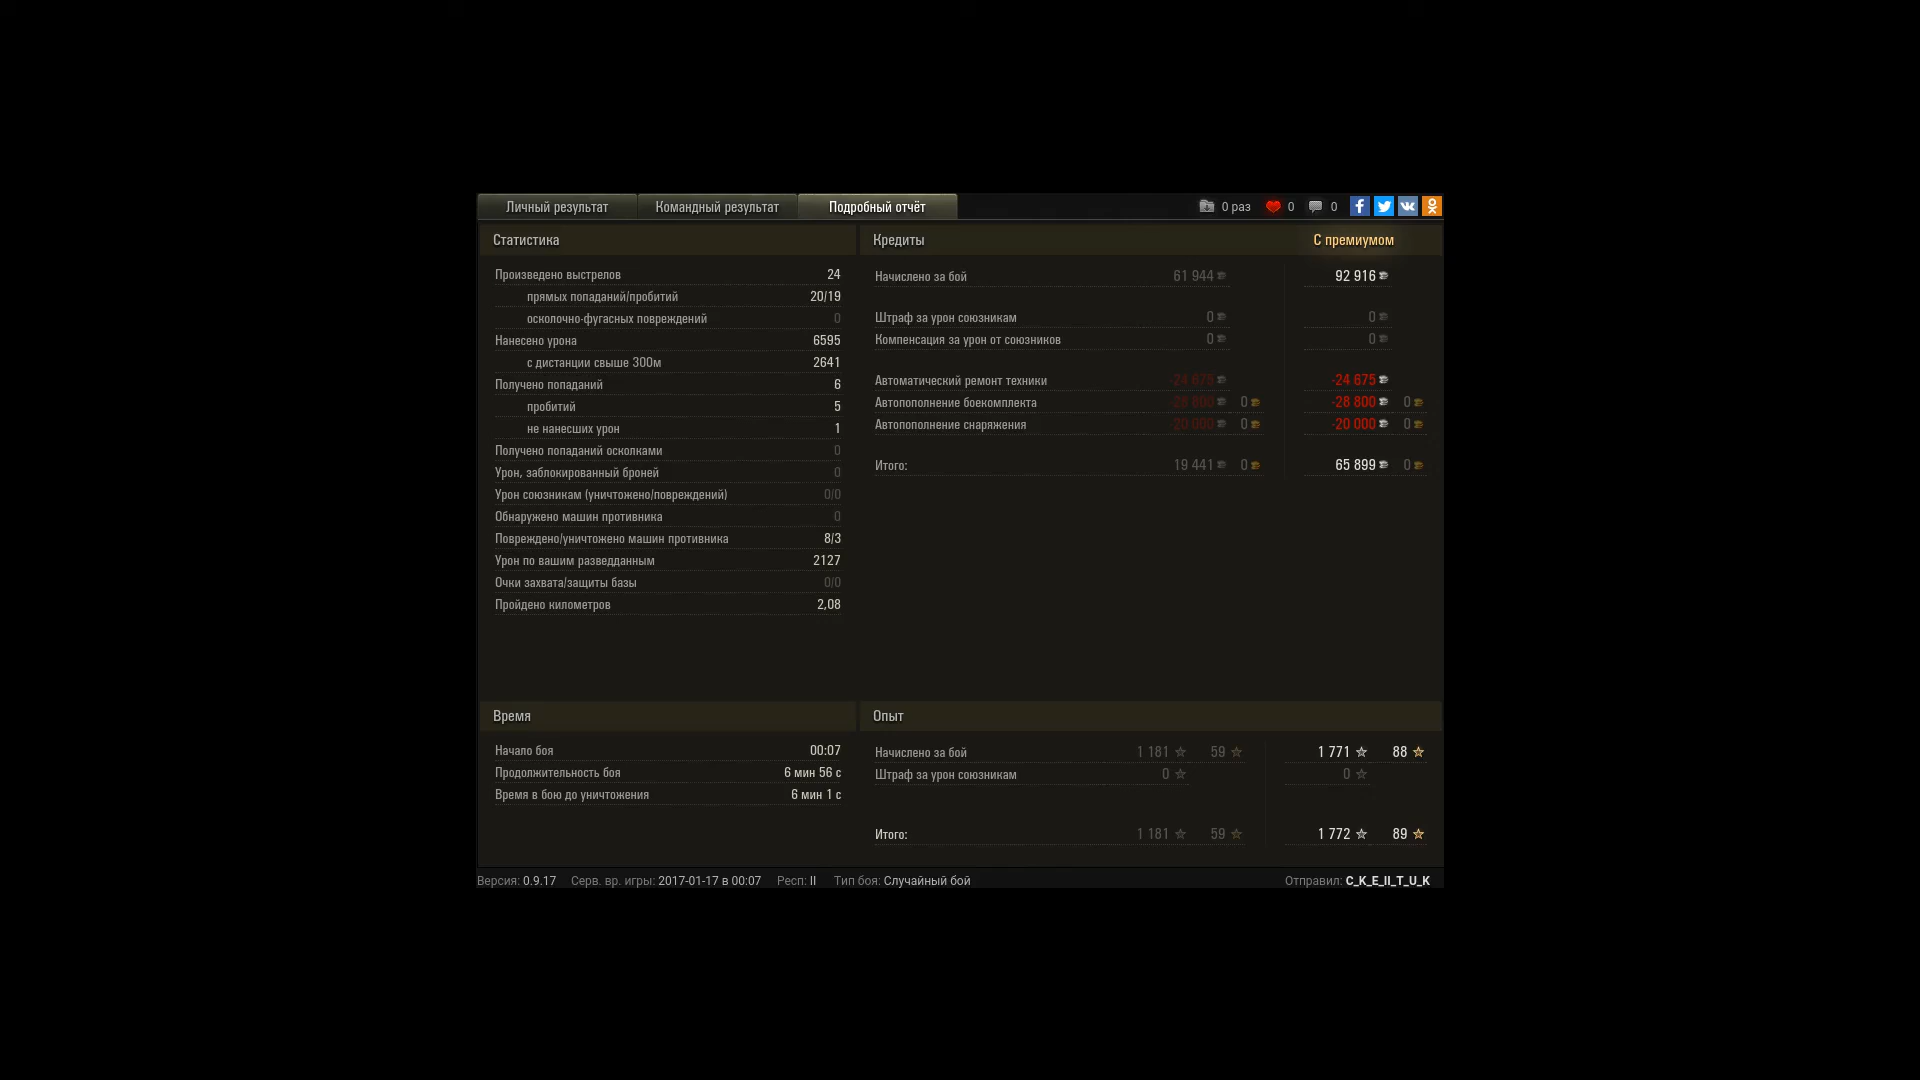 Личный результат Командный результат Подробный отчёт 0 раз 0 0
Статистика
Произведено выстрелов 24
прямых попаданий/пробитий 20/19
осколочно-фугасных повреждений 0
Нанесено урона 6595
с дистанции свыше 300м 2641
Получено попаданий 6
пробитий 5
не нанесших урон 1
Получено попаданий осколками 0
Урон, заблокированный броней 0
Урон союзникам (уничтожено/повреждений) 0/0
Обнаружено машин противника 0
Повреждено/уничтожено машин противника 8/3
Урон по вашим разведданным 2127
Очки захвата/защиты базы 0/0
Пройдено километров 2,08
Кредиты С премиумом
Начислено за бой 61 944 92 916
Штраф за урон союзникам 0 0
Компенсация за урон от союзников 0 0
Автоматический ремонт техники -24 675 -24 675
Автопополнение боекомплекта -28 800 0 -28 800 0
Автопополнение снаряжения -20 000 0 -20 000 0
Итого: 19 441 0 65 899 0
Время
Начало боя 00:07
Продолжительность боя 6 мин 56 с
Время в бою до уничтожения 6 мин 1 с
Опыт
Начислено за бой 1 181 59 1 771 88
Штраф за урон союзникам 0 0
Итого: 1 181 59 1 772 89
Версия: 0.9.17 Серв. вр. игры: 2017-01-17 в 00:07 Респ: II Тип боя: Случайный бой Отправил: C_K_E_II_T_U_K